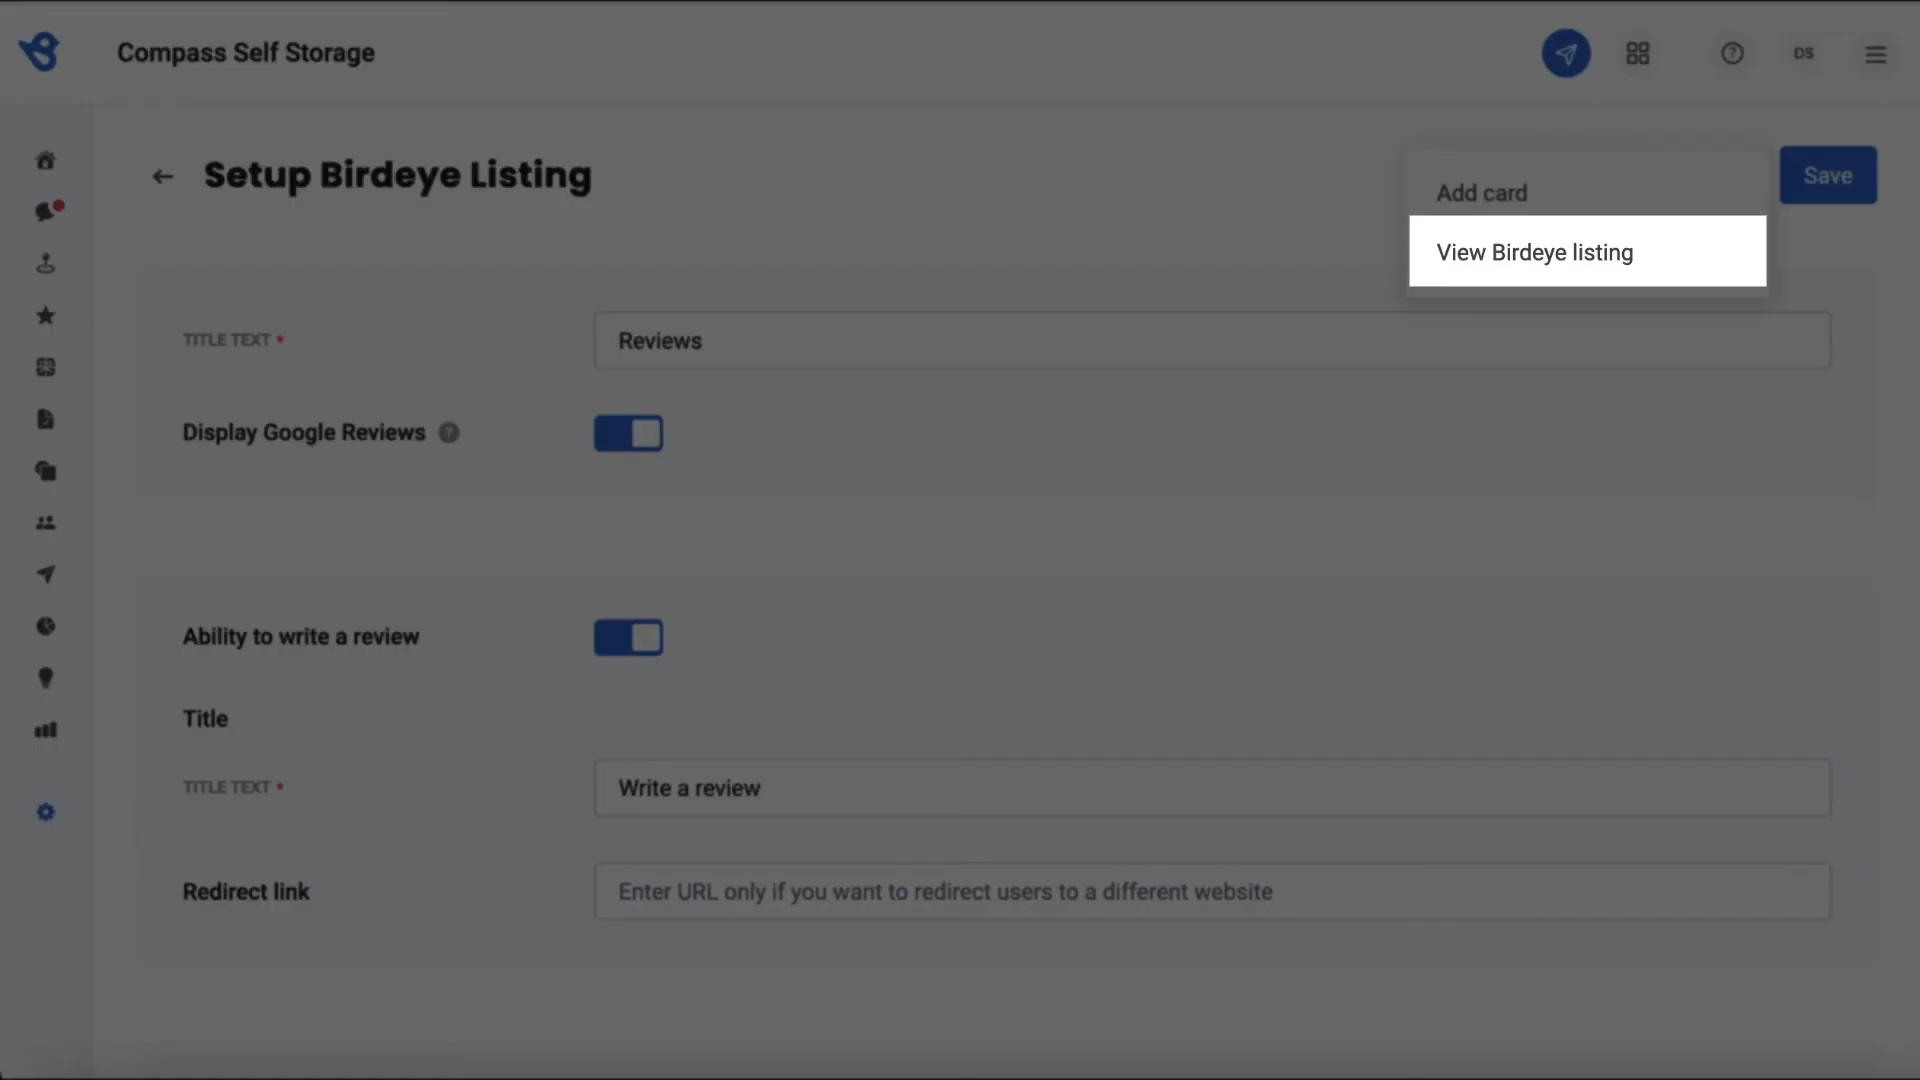 Compass Self Storage
DS
Setup Birdeye Listing
Add card
Save
View Birdeye listing
TITLE TEXT *
Reviews
Display Google Reviews ?
Ability to write a review
Title
TITLE TEXT *
Write a review
Redirect link
Enter URL only if you want to redirect users to a different website